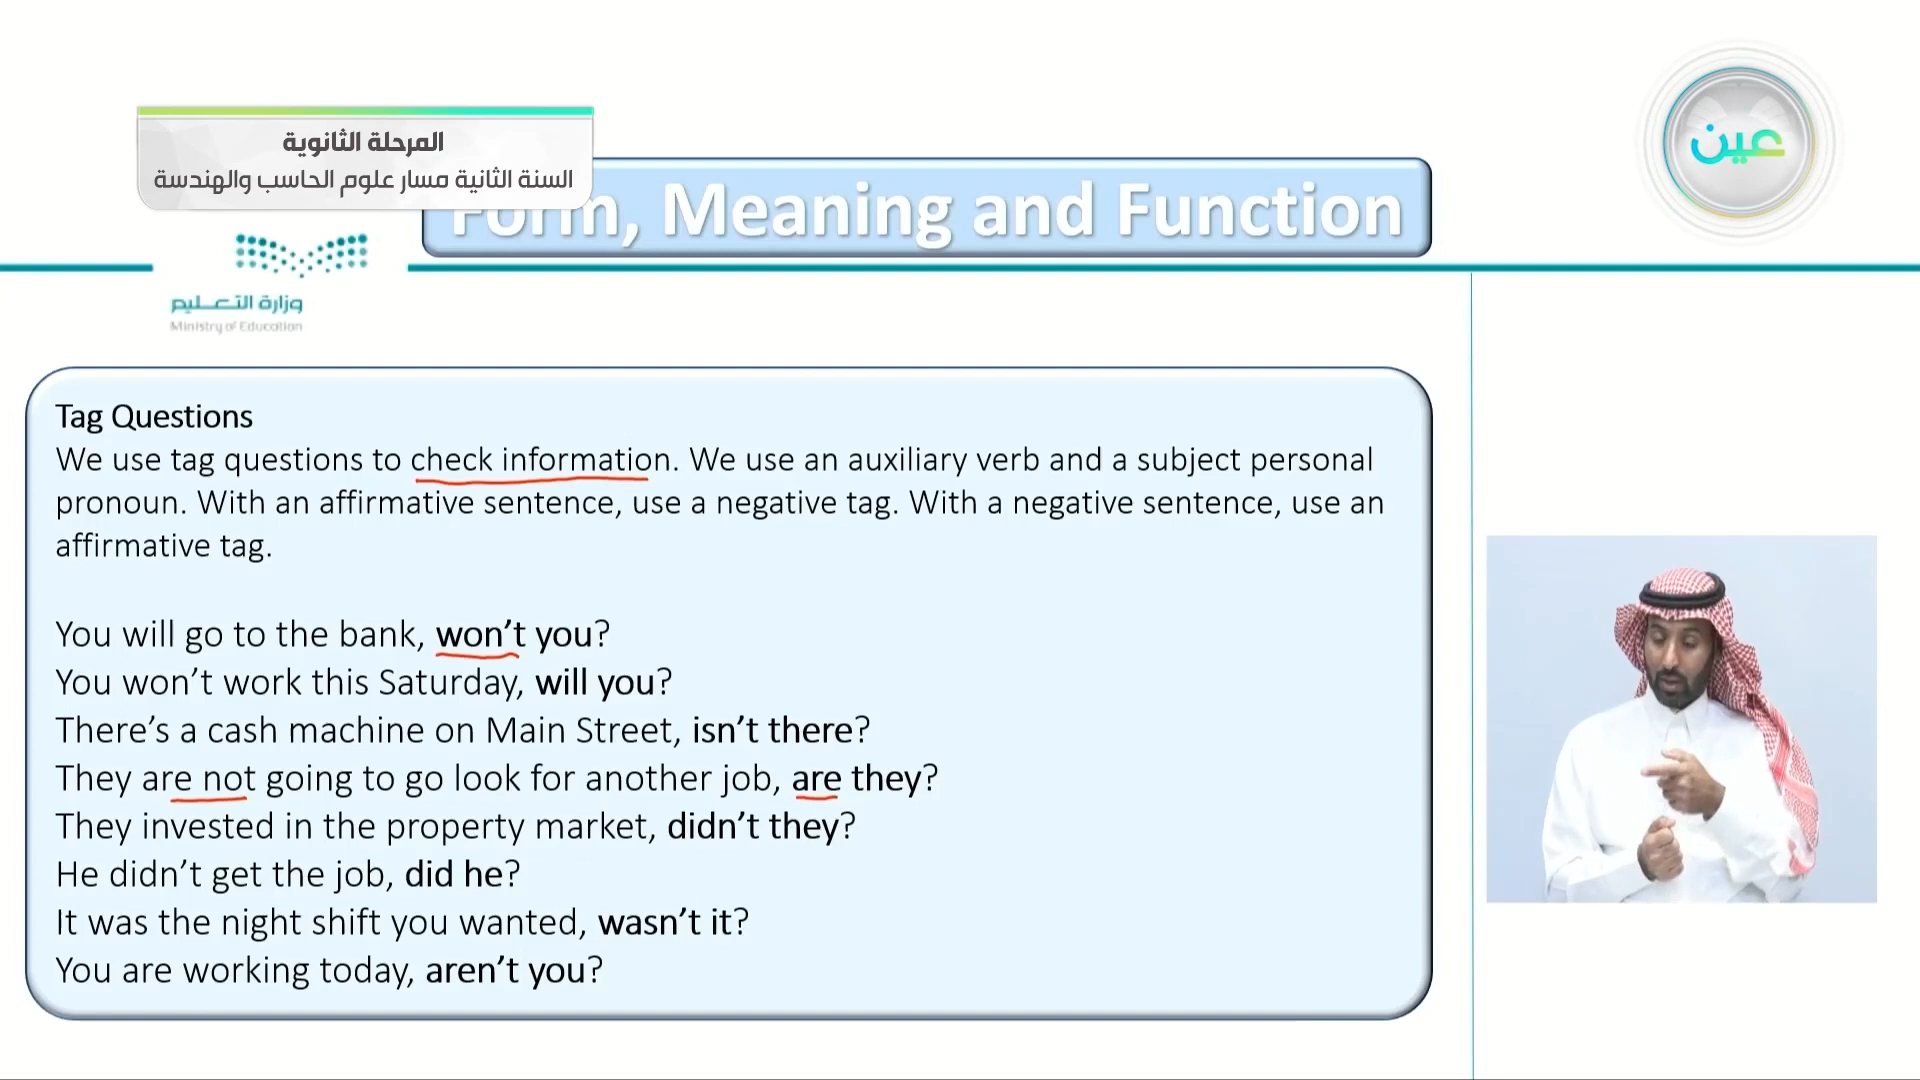 المرحلة الثانوية
السنة الثانية مسار علوم الحاسب والهندسة
عين
Form, Meaning and Function
وزارة التعليم
Ministry of Education
Tag Questions
We use tag questions to check information. We use an auxiliary verb and a subject personal
pronoun. With an affirmative sentence, use a negative tag. With a negative sentence, use an
affirmative tag.
You will go to the bank, won't you?
You won't work this Saturday, will you?
There's a cash machine on Main Street, isn't there?
They are not going to go look for another job, are they?
They invested in the property market, didn't they?
He didn't get the job, did he?
It was the night shift you wanted, wasn't it?
You are working today, aren't you?